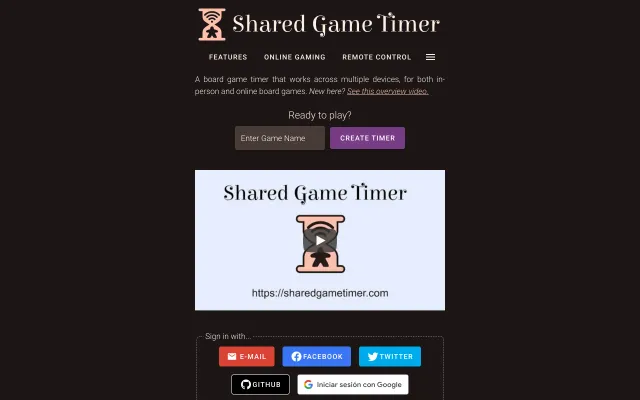 Shared Game Timer
FEATURES ONLINE GAMING REMOTE CONTROL
A board game timer that works across multiple devices, for both in-
person and online board games. New here? See this overview video.
Ready to play?
Enter Game Name CREATE TIMER
Shared Game Timer
https://sharedgametimer.com
Sign in with...
E-MAIL FACEBOOK TWITTER
GITHUB Iniciar sesión con Google